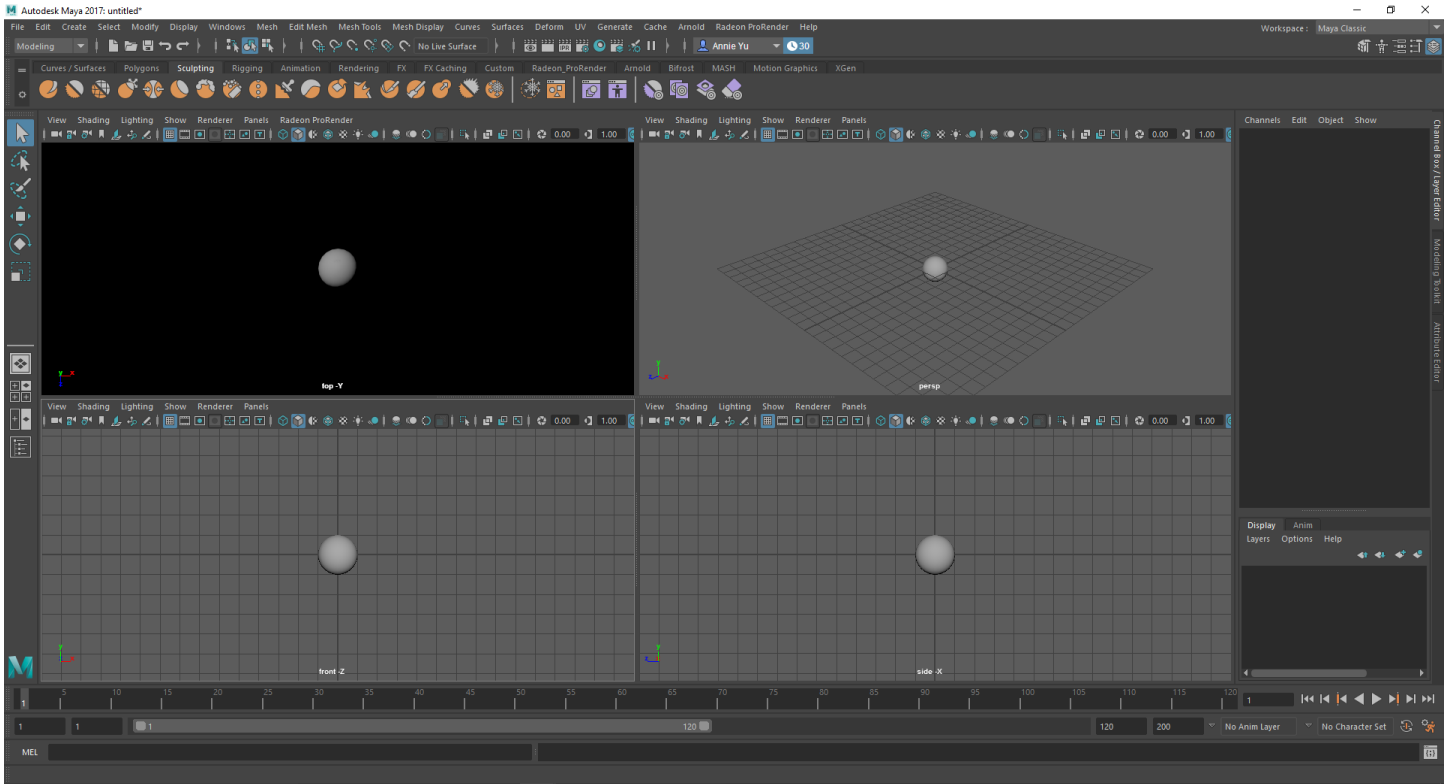 Autodesk Maya 2017: untitled*
File Edit Create Select Modify Display Windows Mesh Edit Mesh Mesh Tools Mesh Display Curves Surfaces Deform UV Generate Cache Arnold Radeon ProRender Help Workspace : Maya Classic
Modeling No Live Surface IPR Annie Yu 30
Curves / Surfaces Polygons Sculpting Rigging Animation Rendering FX FX Caching Custom Radeon_ProRender Arnold Bifrost MASH Motion Graphics XGen
View Shading Lighting Show Renderer Panels Radeon ProRender
0.00 1.00
top -Y
View Shading Lighting Show Renderer Panels
0.00 1.00
persp
View Shading Lighting Show Renderer Panels
0.00 1.00
front -Z
View Shading Lighting Show Renderer Panels
0.00 1.00
side -X
Channels Edit Object Show
Channel Box / Layer Editor
Modeling Toolkit
Attribute Editor
Display Anim
Layers Options Help
1 5 10 15 20 25 30 35 40 45 50 55 60 65 70 75 80 85 90 95 100 105 110 115 120 1
1 1 1 120 120 200 No Anim Layer No Character Set
MEL